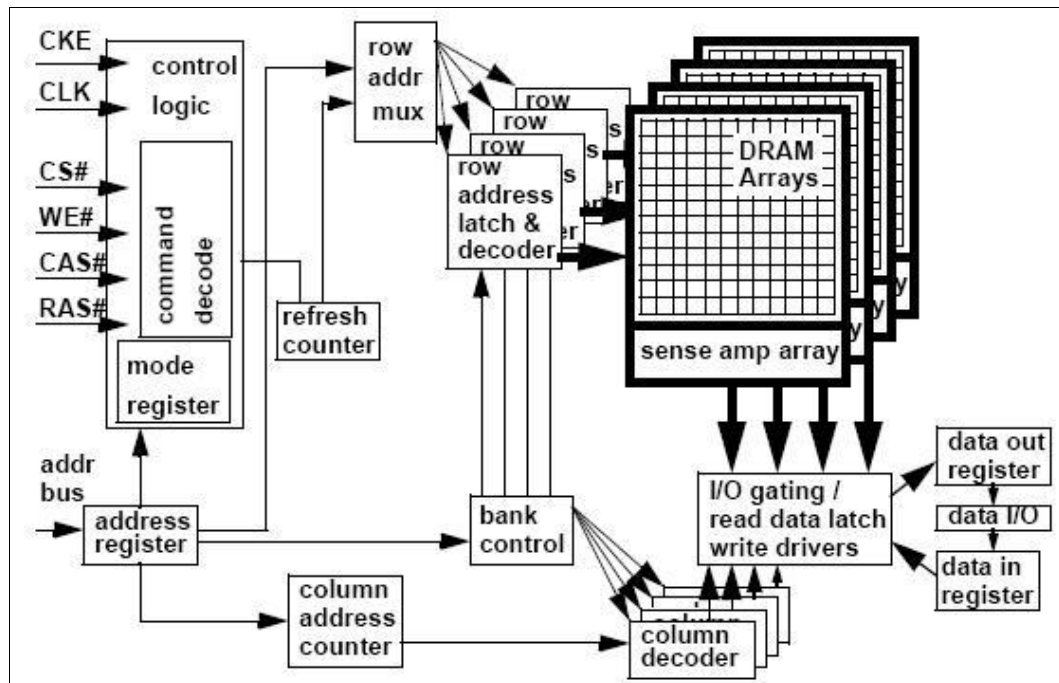 CKE
CLK
CS#
WE#
CAS#
RAS#
control
logic
command
decode
mode
register
addr
bus
address
register
refresh
counter
row
addr
mux
row
row
row
row
address
latch &
decoder
DRAM
Arrays
sense amp array
bank
control
column
address
counter
column
decoder
I/O gating /
read data latch
write drivers
data out
register
data I/O
data in
register